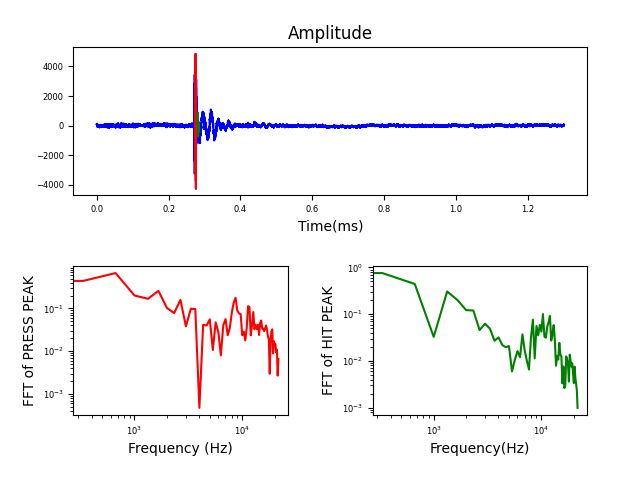 Amplitude
4000
2000
0
−2000
−4000
0.0 0.2 0.4 0.6 0.8 1.0 1.2
Time(ms)
FFT of PRESS PEAK
10⁻¹
10⁻²
10⁻³
10³ 10⁴
Frequency (Hz)
FFT of HIT PEAK
10⁰
10⁻¹
10⁻²
10⁻³
10³ 10⁴
Frequency(Hz)